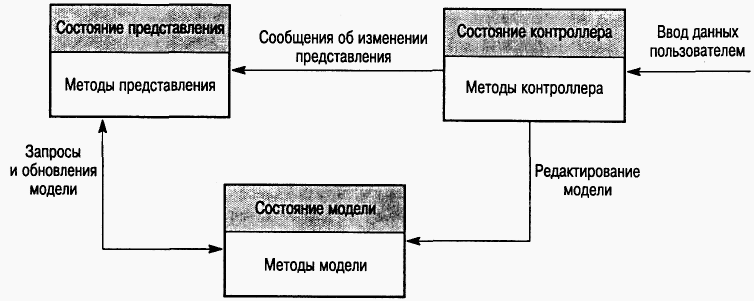 Состояние представления
Методы представления
Сообщения об изменении
представления
Состояние контроллера
Методы контроллера
Ввод данных
пользователем
Запросы
и обновления
модели
Редактирование
модели
Состояние модели
Методы модели